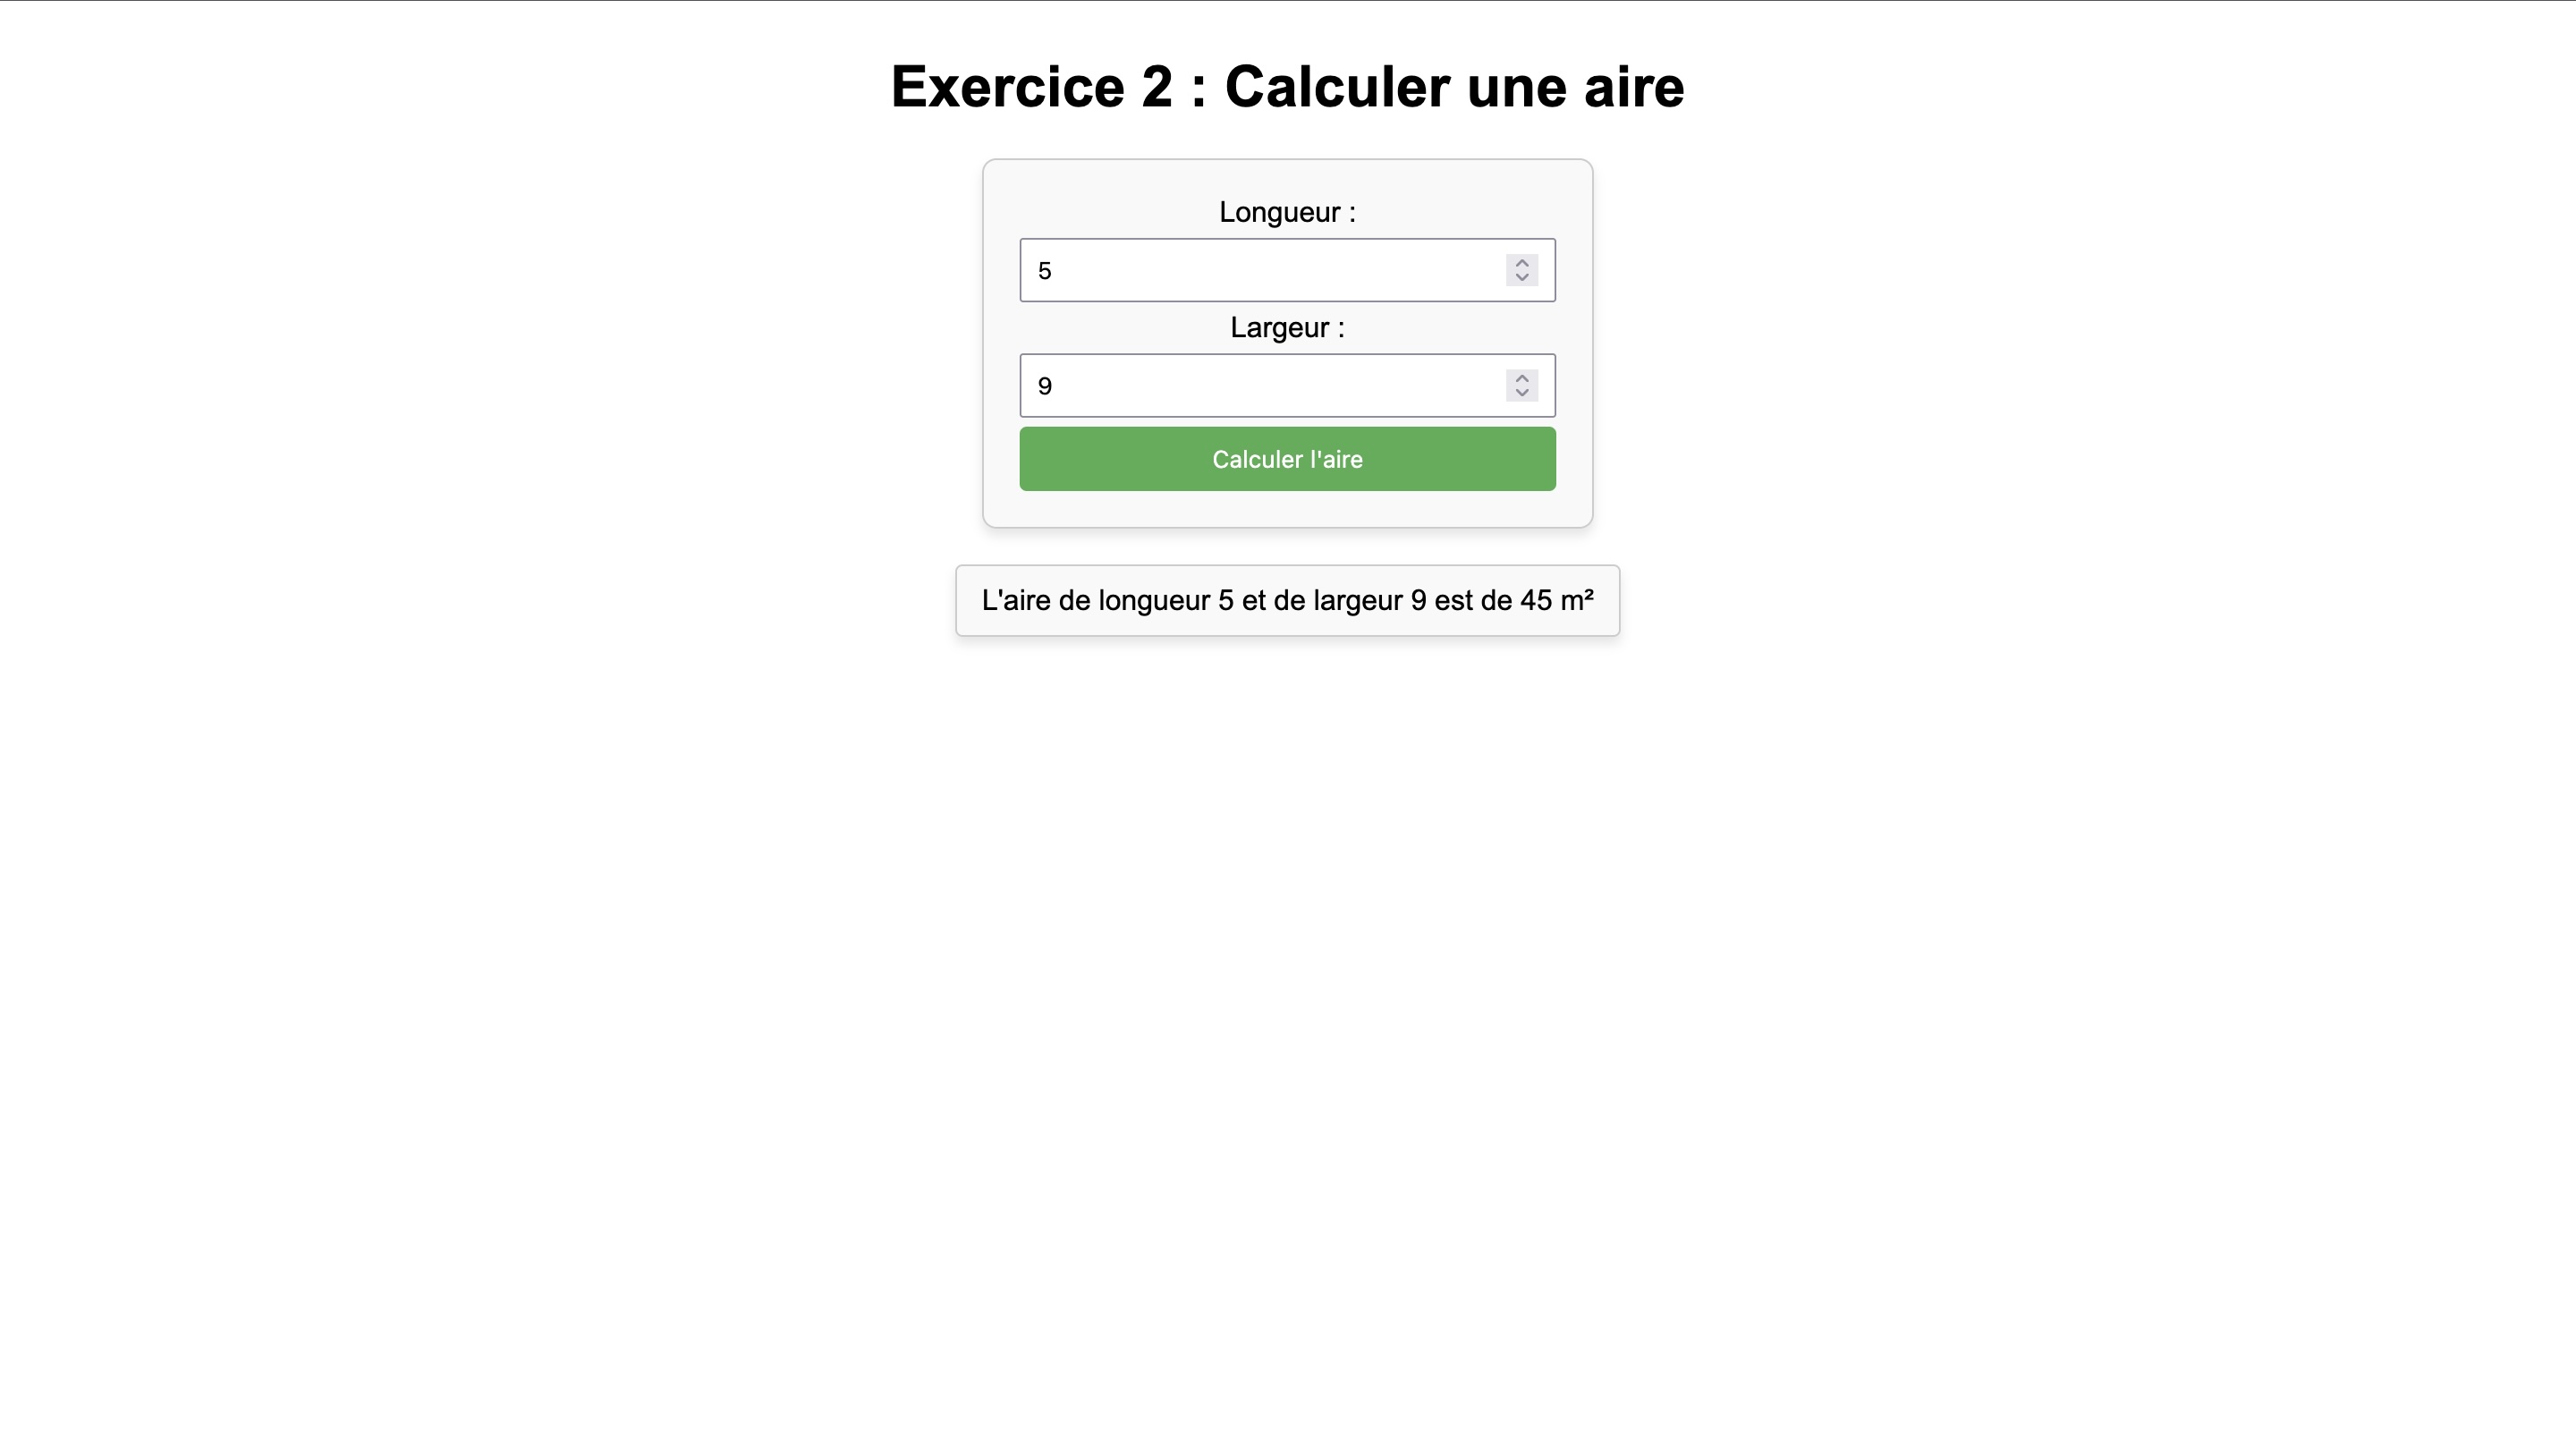 Exercice 2 : Calculer une aire
Longueur :
5
Largeur :
9
Calculer l'aire
L'aire de longueur 5 et de largeur 9 est de 45 m²